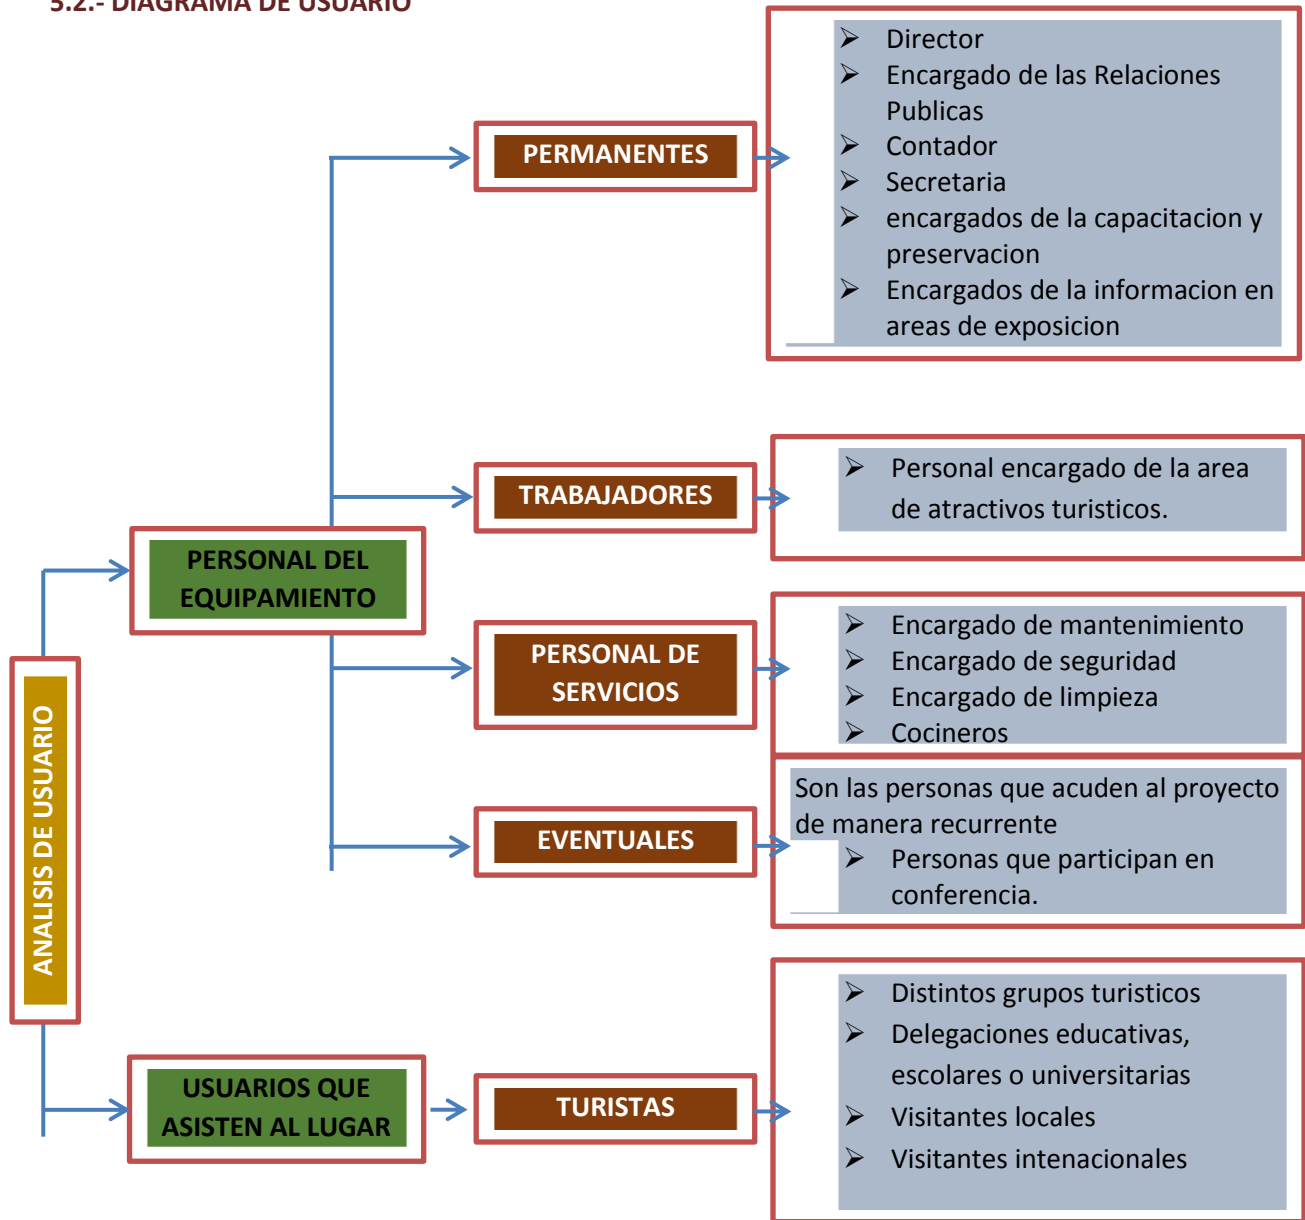 5.2.- DIAGRAMA DE USUARIO
PERMANENTES
➢ Director
➢ Encargado de las Relaciones
Publicas
➢ Contador
➢ Secretaria
➢ encargados de la capacitacion y
preservacion
➢ Encargados de la informacion en
areas de exposicion
TRABAJADORES
➢ Personal encargado de la area
de atractivos turisticos.
PERSONAL DEL
EQUIPAMIENTO
PERSONAL DE
SERVICIOS
➢ Encargado de mantenimiento
➢ Encargado de seguridad
➢ Encargado de limpieza
➢ Cocineros
ANALISIS DE USUARIO
EVENTUALES
Son las personas que acuden al proyecto
de manera recurrente
➢ Personas que participan en
conferencia.
USUARIOS QUE
ASISTEN AL LUGAR
TURISTAS
➢ Distintos grupos turisticos
➢ Delegaciones educativas,
escolares o universitarias
➢ Visitantes locales
➢ Visitantes intenacionales